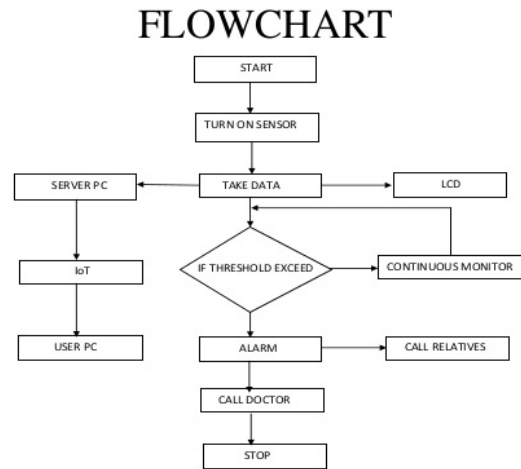 FLOWCHART
START
TURN ON SENSOR
SERVER PC
TAKE DATA
LCD
IoT
IF THRESHOLD EXCEED
CONTINUOUS MONITOR
USER PC
ALARM
CALL RELATIVES
CALL DOCTOR
STOP